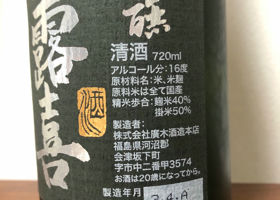 醸
露喜
酒
清酒 720ml
アルコール分：16度
原材料名：米、米麹
原料米は全て国産
精米歩合：麹米40%
掛米50%
製造者：
株式会社廣木酒造本店
福島県河沼郡
会津坂下町
字市中二番甲3574
お酒は20歳になってから。
製造年月